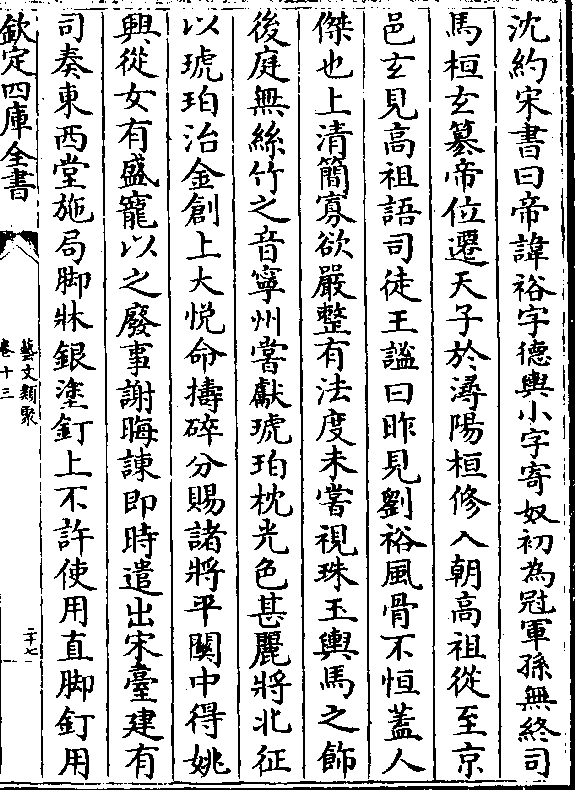 沈約宋書曰帝諱裕字德輿小字寄奴初為冠軍孫無終司
馬桓玄篡帝位遷天子於潯陽桓修入朝高祖從至京
邑玄見高祖語司徒王謐曰昨見劉裕風骨不恒蓋人
傑也上清簡寡欲嚴整有法度未嘗視珠玉輿馬之飾
後庭無絲竹之音寧州嘗獻琥珀枕光色甚麗將北征
以琥珀治金創上大悅命擣碎分賜諸將平關中得姚
興從女有盛寵以之廢事謝晦諫即時遣出宋臺建有
司奏東西堂施局脚牀銀塗釘上不許使用直脚釘用
欽定四庫全書
藝文類聚
卷十三
二十七